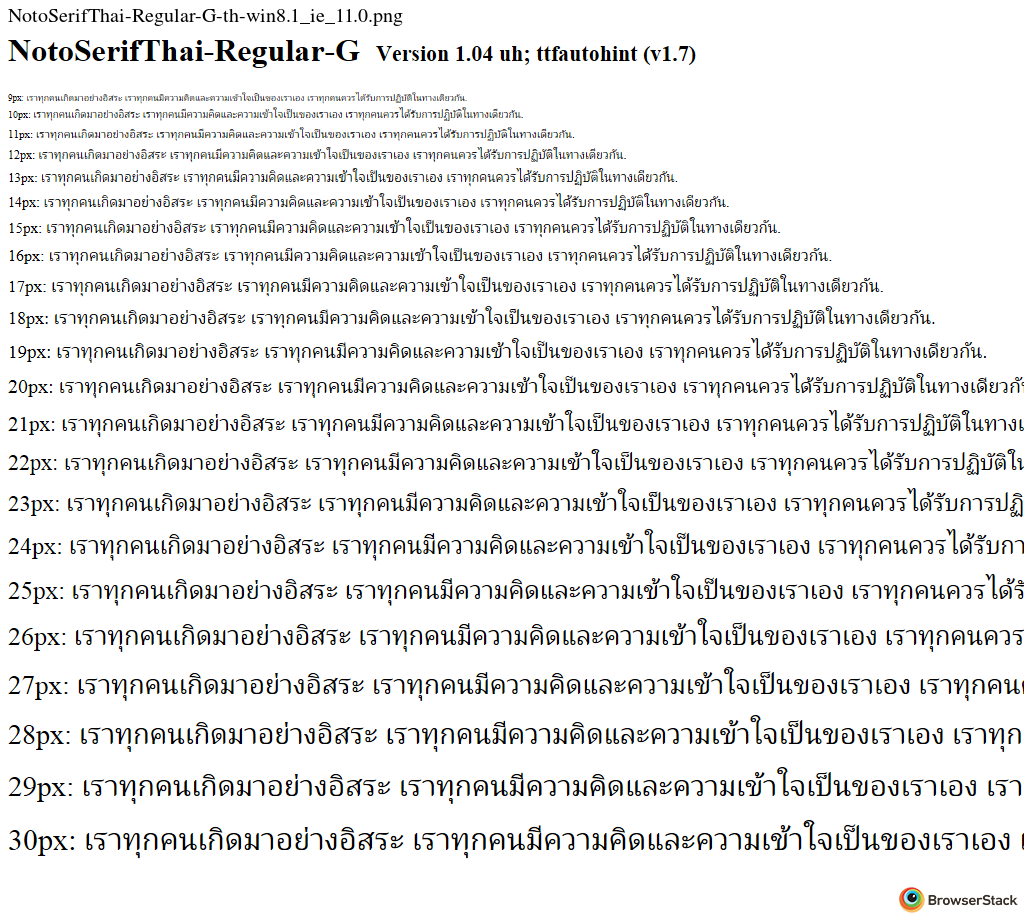 NotoSerifThai-Regular-G-th-win8.1_ie_11.0.png
NotoSerifThai-Regular-G Version 1.04 uh; ttfautohint (v1.7)
9px: เราทุกคนเกิดมาอย่างอิสระ เราทุกคนมีความคิดและความเข้าใจเป็นของเราเอง เราทุกคนควรได้รับการปฏิบัติในทางเดียวกัน.
10px: เราทุกคนเกิดมาอย่างอิสระ เราทุกคนมีความคิดและความเข้าใจเป็นของเราเอง เราทุกคนควรได้รับการปฏิบัติในทางเดียวกัน.
11px: เราทุกคนเกิดมาอย่างอิสระ เราทุกคนมีความคิดและความเข้าใจเป็นของเราเอง เราทุกคนควรได้รับการปฏิบัติในทางเดียวกัน.
12px: เราทุกคนเกิดมาอย่างอิสระ เราทุกคนมีความคิดและความเข้าใจเป็นของเราเอง เราทุกคนควรได้รับการปฏิบัติในทางเดียวกัน.
13px: เราทุกคนเกิดมาอย่างอิสระ เราทุกคนมีความคิดและความเข้าใจเป็นของเราเอง เราทุกคนควรได้รับการปฏิบัติในทางเดียวกัน.
14px: เราทุกคนเกิดมาอย่างอิสระ เราทุกคนมีความคิดและความเข้าใจเป็นของเราเอง เราทุกคนควรได้รับการปฏิบัติในทางเดียวกัน.
15px: เราทุกคนเกิดมาอย่างอิสระ เราทุกคนมีความคิดและความเข้าใจเป็นของเราเอง เราทุกคนควรได้รับการปฏิบัติในทางเดียวกัน.
16px: เราทุกคนเกิดมาอย่างอิสระ เราทุกคนมีความคิดและความเข้าใจเป็นของเราเอง เราทุกคนควรได้รับการปฏิบัติในทางเดียวกัน.
17px: เราทุกคนเกิดมาอย่างอิสระ เราทุกคนมีความคิดและความเข้าใจเป็นของเราเอง เราทุกคนควรได้รับการปฏิบัติในทางเดียวกัน.
18px: เราทุกคนเกิดมาอย่างอิสระ เราทุกคนมีความคิดและความเข้าใจเป็นของเราเอง เราทุกคนควรได้รับการปฏิบัติในทางเดียวกัน.
19px: เราทุกคนเกิดมาอย่างอิสระ เราทุกคนมีความคิดและความเข้าใจเป็นของเราเอง เราทุกคนควรได้รับการปฏิบัติในทางเดียวกัน.
20px: เราทุกคนเกิดมาอย่างอิสระ เราทุกคนมีความคิดและความเข้าใจเป็นของเราเอง เราทุกคนควรได้รับการปฏิบัติในทางเดียวกั
21px: เราทุกคนเกิดมาอย่างอิสระ เราทุกคนมีความคิดและความเข้าใจเป็นของเราเอง เราทุกคนควรได้รับการปฏิบัติในทาง
22px: เราทุกคนเกิดมาอย่างอิสระ เราทุกคนมีความคิดและความเข้าใจเป็นของเราเอง เราทุกคนควรได้รับการปฏิบัติใ
23px: เราทุกคนเกิดมาอย่างอิสระ เราทุกคนมีความคิดและความเข้าใจเป็นของเราเอง เราทุกคนควรได้รับการปฏิ
24px: เราทุกคนเกิดมาอย่างอิสระ เราทุกคนมีความคิดและความเข้าใจเป็นของเราเอง เราทุกคนควรได้รับกา
25px: เราทุกคนเกิดมาอย่างอิสระ เราทุกคนมีความคิดและความเข้าใจเป็นของเราเอง เราทุกคนควรได้รั
26px: เราทุกคนเกิดมาอย่างอิสระ เราทุกคนมีความคิดและความเข้าใจเป็นของเราเอง เราทุกคนควร
27px: เราทุกคนเกิดมาอย่างอิสระ เราทุกคนมีความคิดและความเข้าใจเป็นของเราเอง เราทุกคน
28px: เราทุกคนเกิดมาอย่างอิสระ เราทุกคนมีความคิดและความเข้าใจเป็นของเราเอง เราทุก
29px: เราทุกคนเกิดมาอย่างอิสระ เราทุกคนมีความคิดและความเข้าใจเป็นของเราเอง เรา
30px: เราทุกคนเกิดมาอย่างอิสระ เราทุกคนมีความคิดและความเข้าใจเป็นของเราเอง เ
BrowserStack